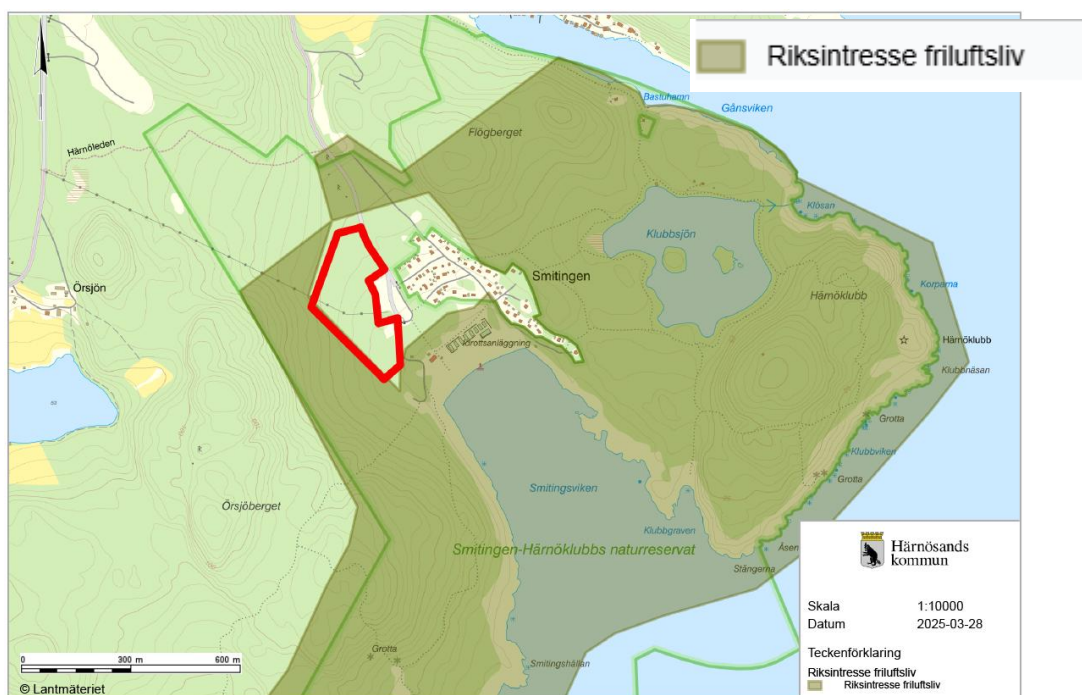 Riksintresse friluftsliv
Bastuhamn
Gånsviken
Flögberget
Härnöleden
Klösan
Klubbsjön
Örsjön
Smitingen
Korparna
Härnöklubb
Härnöklubb
Idrottsanläggning
Klubbnäsan
Grotta
Klubbviken
Grotta
Smitingsviken
Örsjöberget
Klubbgraven
Åsen
Smitingen-Härnöklubbs naturreservat
Stångerna
Grotta
Smitingshällan
Härnösands
kommun
Skala 1:10000
Datum 2025-03-28
Teckenförklaring
Riksintresse friluftsliv
Riksintresse friluftsliv
0 300 m 600 m
© Lantmäteriet